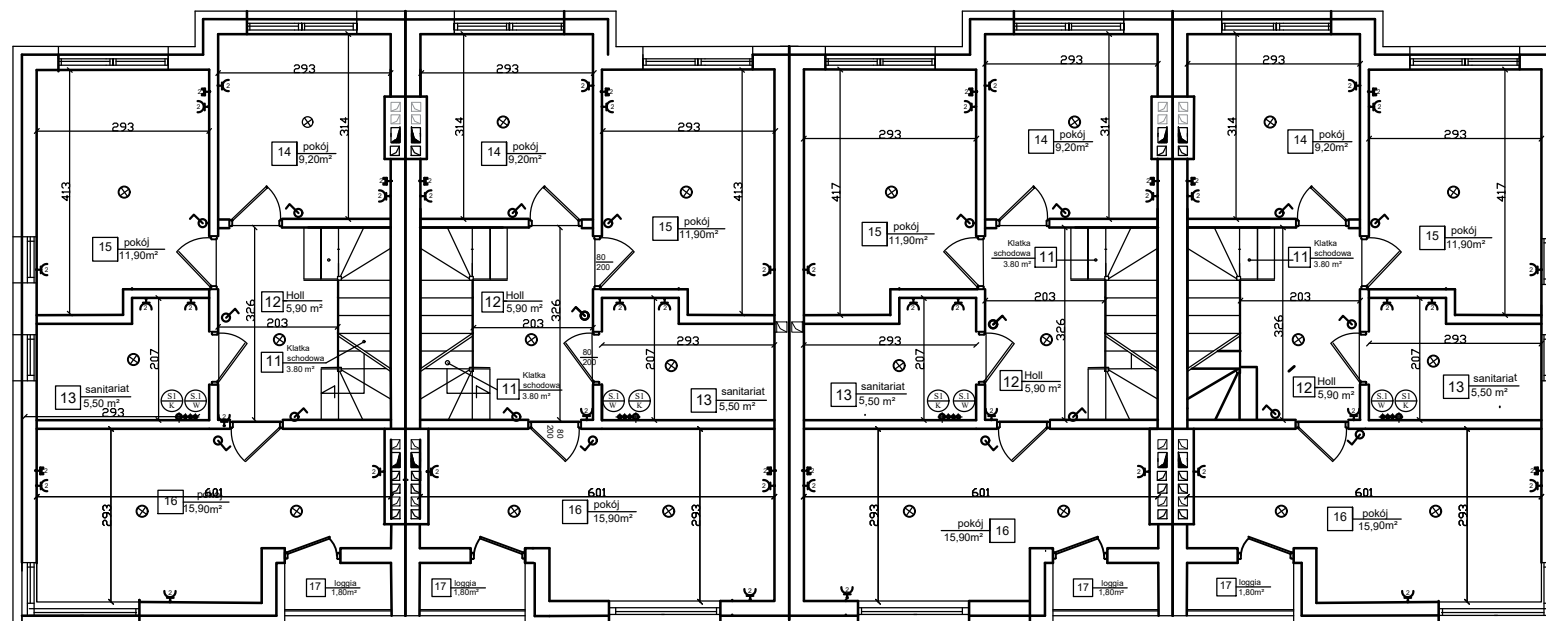 293
314
14 pokój
9,20m²
293
413
15 pokój
11,90m²
12 Holl
5,90 m²
326
203
11 Klatka
schodowa
3.80 m²
207
13 sanitariat
5,50 m²
S1
K
S.1
W
293
601
16 pokój
15,90m²
293
17 loggia
1,80m²
293
314
14 pokój
9,20m²
293
413
15 pokój
11,90m²
80
200
12 Holl
5,90 m²
326
203
80
200
11 Klatka
schodowa
3.80 m²
293
207
13 sanitariat
5,50 m²
S.1
W
S1
K
80
200
601
16 pokój
15,90m²
293
17 loggia
1,80m²
293
314
14 pokój
9,20m²
293
417
15 pokój
11,90m²
Klatka
schodowa
3.80 m²
11
203
326
293
207
12 Holl
5,90 m²
13 sanitariat
5,50 m²
S1
K
S.1
W
601
293
pokój
15,90m²
16
17 loggia
1,80m²
293
314
14 pokój
9,20m²
293
417
15 pokój
11,90m²
11 Klatka
schodowa
3.80 m²
203
326
293
207
12 Holl
5,90 m²
13 sanitariat
5,50 m²
S.1
W
S1
K
601
16 pokój
15,90m²
293
17 loggia
1,80m²